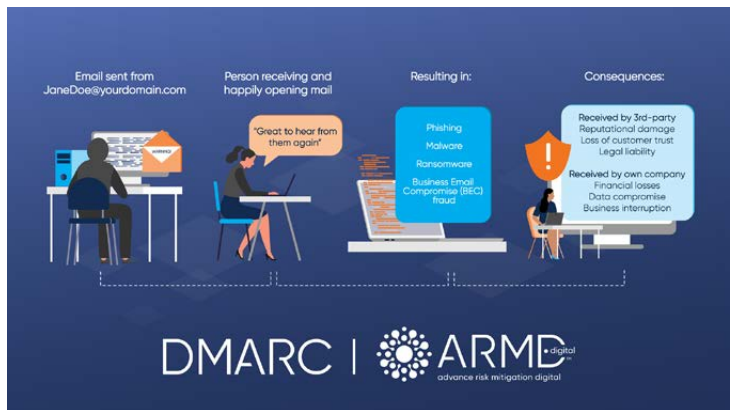 Email sent from
JaneDoe@yourdomain.com
Person receiving and
happily opening mail
"Great to hear from
them again"
Resulting in:
Phishing
Malware
Ransomware
Business Email
Compromise (BEC)
fraud
Consequences:
Received by 3rd-party
Reputational damage
Loss of customer trust
Legal liability
Received by own company
Financial losses
Data compromise
Business interruption
DMARC | ARMD.digital
advance risk mitigation digital